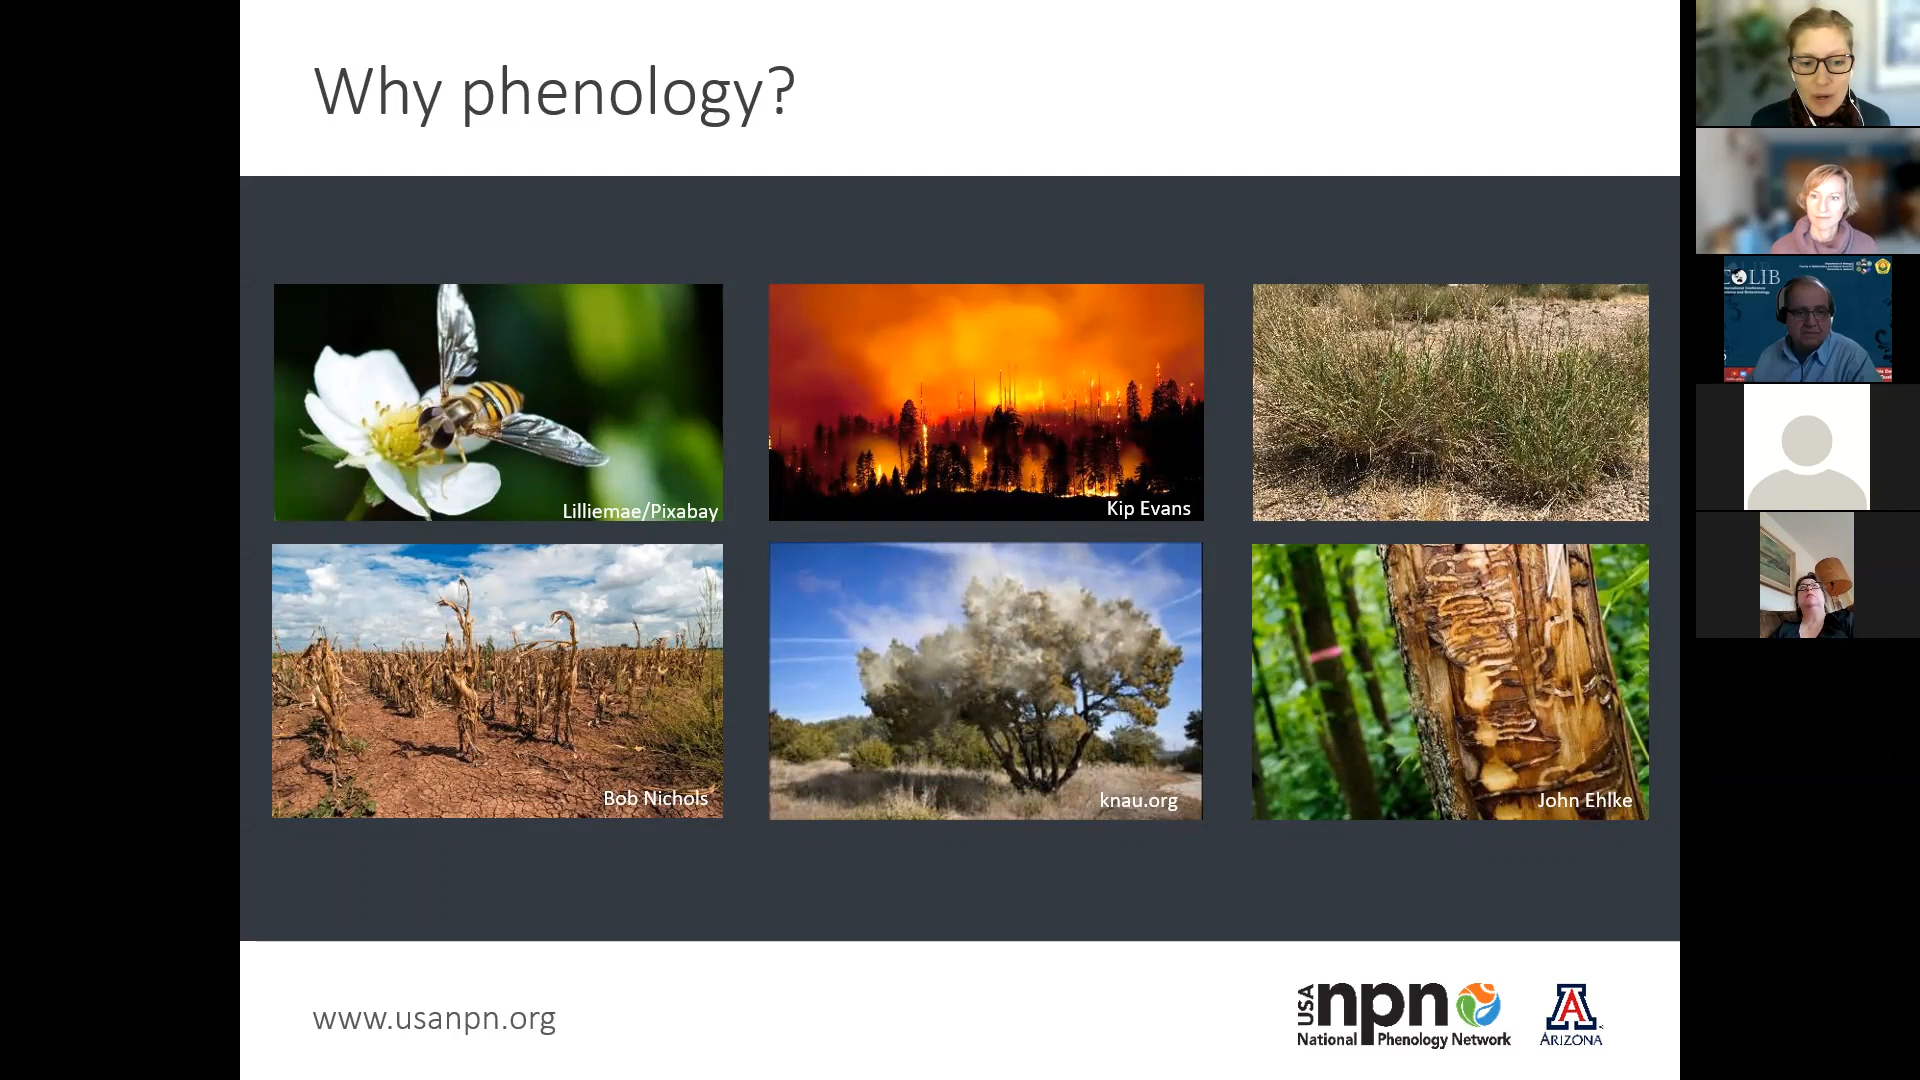 Why phenology?
Lilliemae/Pixabay
Kip Evans
Bob Nichols
knau.org
John Ehlke
www.usanpn.org
USA npn
National Phenology Network
A
ARIZONA
COLIB